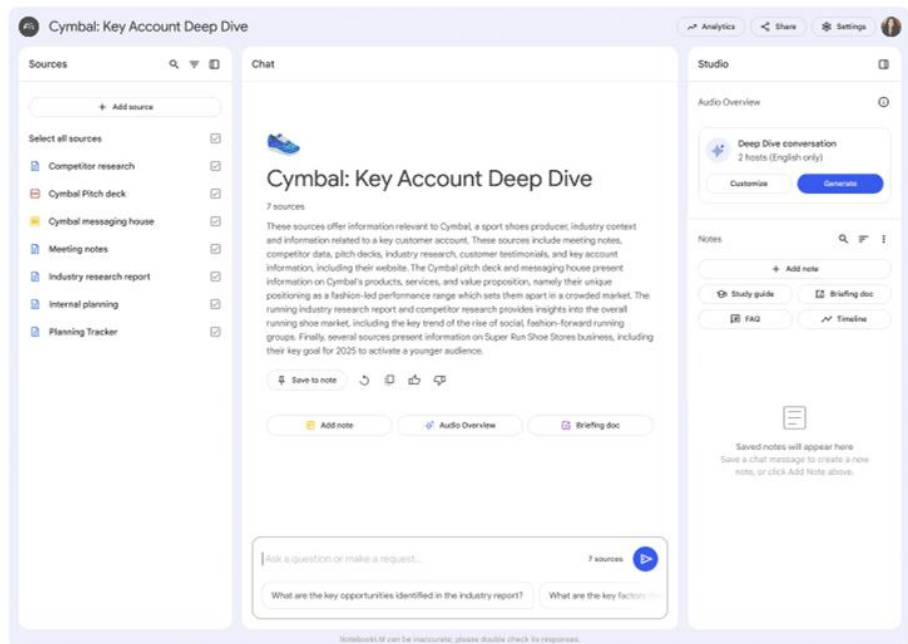 Cymbal: Key Account Deep Dive
Analytics
Share
Settings
Sources
+ Add source
Select all sources
Competitor research
Cymbal Pitch deck
Cymbal messaging house
Meeting notes
Industry research report
Internal planning
Planning Tracker
Chat
Cymbal: Key Account Deep Dive
7 sources
These sources offer information relevant to Cymbal, a sport shoes producer, industry context
and information related to a key customer account. These sources include meeting notes,
competitor data, pitch decks, industry research, customer testimonials, and key account
information, including their website. The Cymbal pitch deck and messaging house present
information on Cymbal's products, services, and value proposition, namely their unique
positioning as a fashion-led performance range which sets them apart in a crowded market. The
running industry research report and competitor research provides insights into the overall
running shoe market, including the key trend of the rise of social, fashion-forward running
groups. Finally, several sources present information on Super Run Shoe Stores business, including
their key goal for 2025 to activate a younger audience.
Save to note
Add note
Audio Overview
Briefing doc
Ask a question or make a request...
7 sources
What are the key opportunities identified in the industry report?
What are the key factors
NotebookLM can be inaccurate; please double check its responses.
Studio
Audio Overview
Deep Dive conversation
2 hosts (English only)
Customize
Generate
Notes
+ Add note
Study guide
Briefing doc
FAQ
Timeline
Saved notes will appear here
Save a chat message to create a new
note, or click Add Note above.